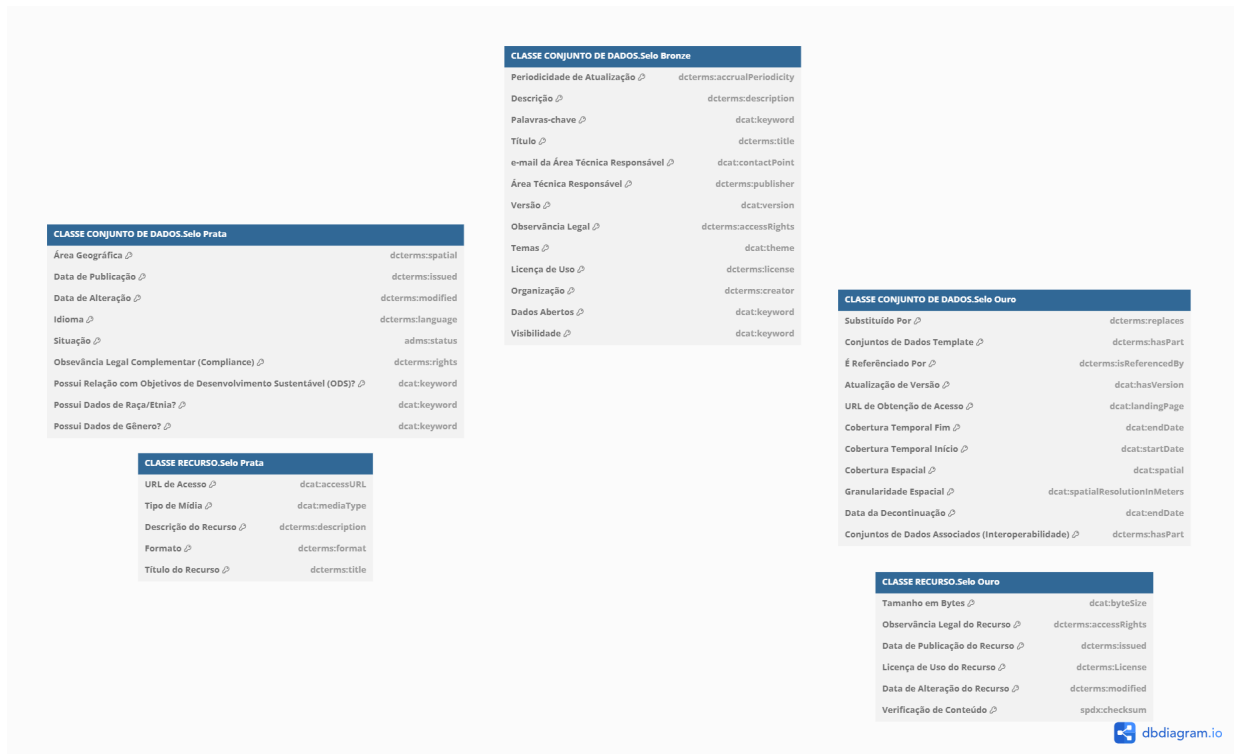 CLASSE CONJUNTO DE DADOS.Selo Bronze
Periodicidade de Atualização dcterms:accrualPeriodicity
Descrição dcterms:description
Palavras-chave dcat:keyword
Título dcterms:title
e-mail da Área Técnica Responsável dcat:contactPoint
Área Técnica Responsável dcterms:publisher
Versão dcat:version
Observância Legal dcterms:accessRights
Temas dcat:theme
Licença de Uso dcterms:license
Organização dcterms:creator
Dados Abertos dcat:keyword
Visibilidade dcat:keyword
CLASSE CONJUNTO DE DADOS.Selo Prata
Área Geográfica dcterms:spatial
Data de Publicação dcterms:issued
Data de Alteração dcterms:modified
Idioma dcterms:language
Situação adms:status
Obsevância Legal Complementar (Compliance) dcterms:rights
Possui Relação com Objetivos de Desenvolvimento Sustentável (ODS)? dcat:keyword
Possui Dados de Raça/Etnia? dcat:keyword
Possui Dados de Gênero? dcat:keyword
CLASSE RECURSO.Selo Prata
URL de Acesso dcat:accessURL
Tipo de Mídia dcat:mediaType
Descrição do Recurso dcterms:description
Formato dcterms:format
Título do Recurso dcterms:title
CLASSE CONJUNTO DE DADOS.Selo Ouro
Substituído Por dcterms:replaces
Conjuntos de Dados Template dcterms:hasPart
É Referênciado Por dcterms:isReferencedBy
Atualização de Versão dcat:hasVersion
URL de Obtenção de Acesso dcat:landingPage
Cobertura Temporal Fim dcat:endDate
Cobertura Temporal Início dcat:startDate
Cobertura Espacial dcat:spatial
Granularidade Espacial dcat:spatialResolutionInMeters
Data da Decontinuação dcat:endDate
Conjuntos de Dados Associados (Interoperabilidade) dcterms:hasPart
CLASSE RECURSO.Selo Ouro
Tamanho em Bytes dcat:byteSize
Observância Legal do Recurso dcterms:accessRights
Data de Publicação do Recurso dcterms:issued
Licença de Uso do Recurso dcterms:License
Data de Alteração do Recurso dcterms:modified
Verificação de Conteúdo spdx:checksum
dbdiagram.io